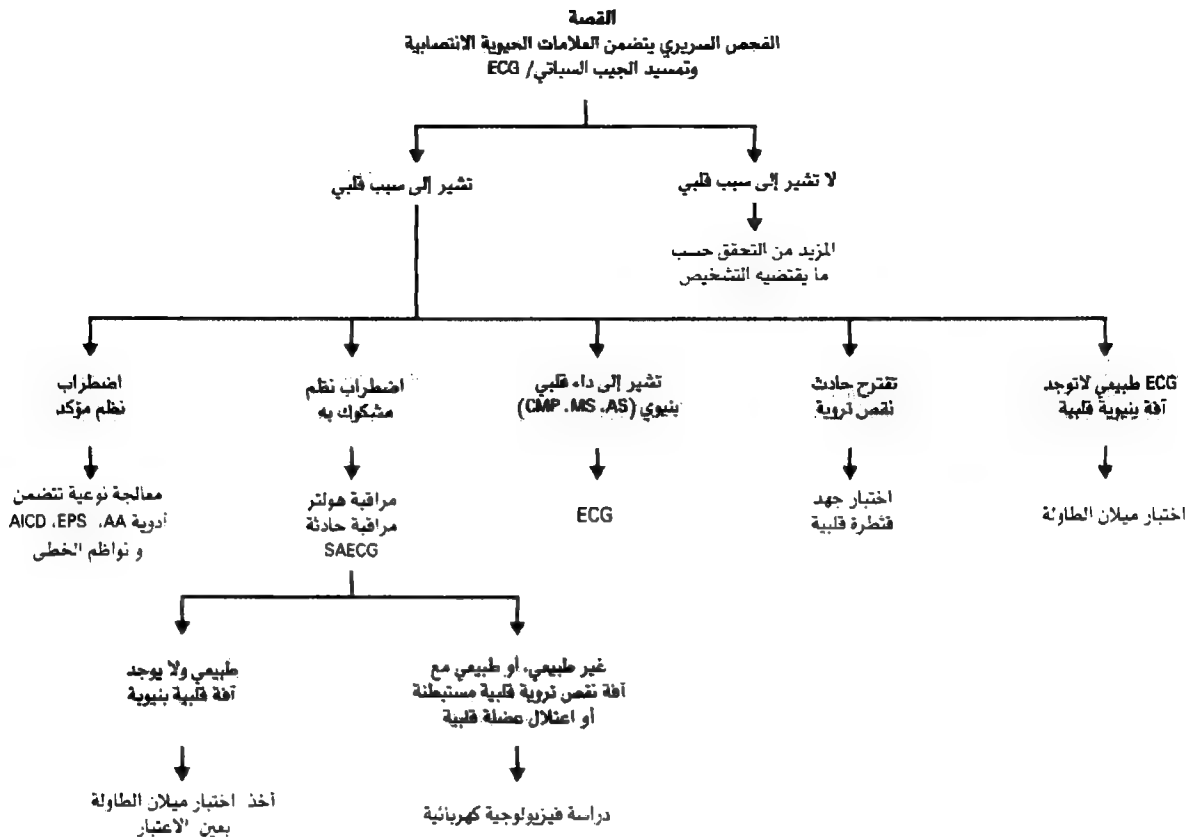 القصة
الفحص السريري يتضمن العلامات الحيوية الانتصابية
وتمسيد الجيب السباتي/ ECG
تشير إلى سبب قلبي
لا تشير إلى سبب قلبي
المزيد من التحقق حسب
ما يقتضيه التشخيص
ECG طبيعي لاتوجد
آفة بنيوية قلبية
اختبار ميلان الطاولة
تقترح حادث
نقص تروية
اختبار جهد
قثطرة قلبية
تشير إلى داء قلبي
بنيوي (CMP ،MS ،AS)
ECG
اضطراب نظم
مشكوك به
مراقبة هولتر
مراقبة حادثة
SAECG
اضطراب
نظم مؤكد
معالجة نوعية تتضمن
أدوية AICD ،EPS ،AA
و نواظم الخطى
غير طبيعي، أو طبيعي مع
آفة نقص تروية قلبية مستبطنة
أو اعتلال عضلة قلبية
دراسة فيزيولوجية كهربائية
طبيعي ولا يوجد
آفة قلبية بنيوية
أخذ اختبار ميلان الطاولة
بعين الاعتبار